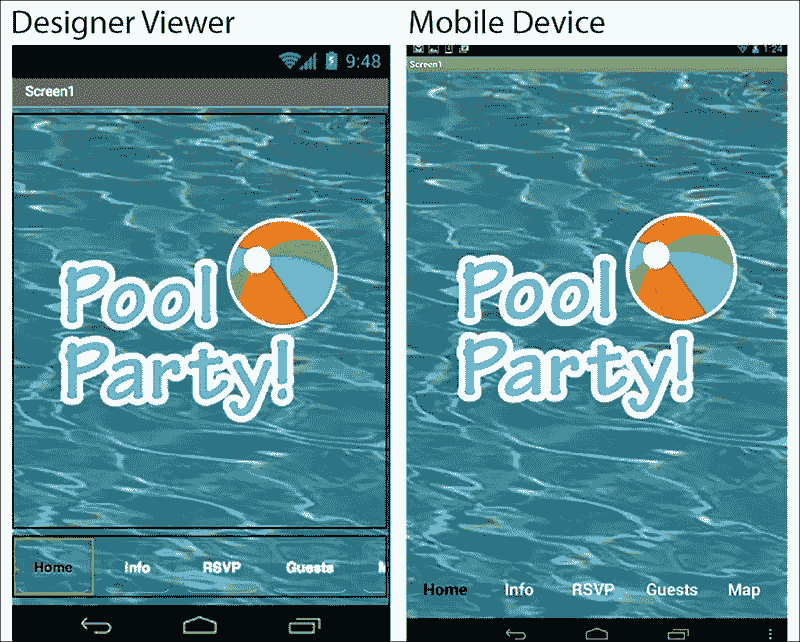 Designer Viewer
9:48
Screen1
Pool
Party!
Home Info RSVP Guests M
Mobile Device
1:24
Screen1
Pool
Party!
Home Info RSVP Guests Map